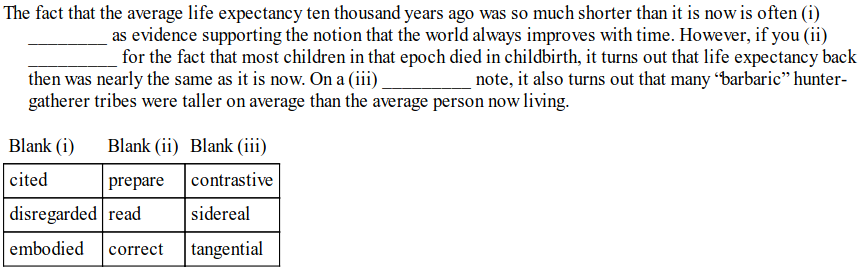 The fact that the average life expectancy ten thousand years ago was so much shorter than it is now is often (i)
________ as evidence supporting the notion that the world always improves with time. However, if you (ii)
_________ for the fact that most children in that epoch died in childbirth, it turns out that life expectancy back
then was nearly the same as it is now. On a (iii) _________ note, it also turns out that many “barbaric” hunter-
gatherer tribes were taller on average than the average person now living.
Blank (i) Blank (ii) Blank (iii)
cited prepare contrastive
disregarded read sidereal
embodied correct tangential